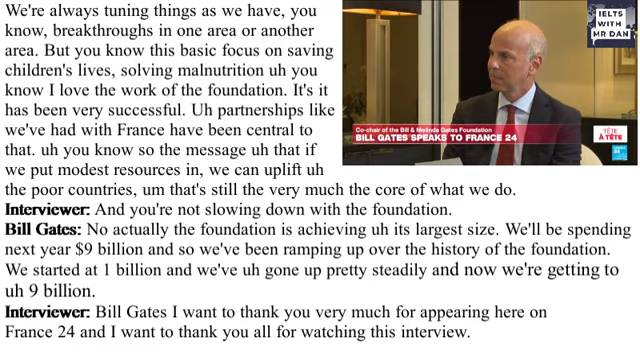 We're always tuning things as we have, you
know, breakthroughs in one area or another
area. But you know this basic focus on saving
children's lives, solving malnutrition uh you
know I love the work of the foundation. It's it
has been very successful. Uh partnerships like
we've had with France have been central to
that. uh you know so the message uh that if
we put modest resources in, we can uplift uh
the poor countries, um that's still the very much the core of what we do.
Interviewer: And you're not slowing down with the foundation.
Bill Gates: No actually the foundation is achieving uh its largest size. We'll be spending
next year $9 billion and so we've been ramping up over the history of the foundation.
We started at 1 billion and we've uh gone up pretty steadily and now we're getting to
uh 9 billion.
Interviewer: Bill Gates I want to thank you very much for appearing here on
France 24 and I want to thank you all for watching this interview.
IELTS
WITH
MR DAN
Co-chair of the Bill & Melinda Gates Foundation
BILL GATES SPEAKS TO FRANCE 24
TÊTE
À TÊTE